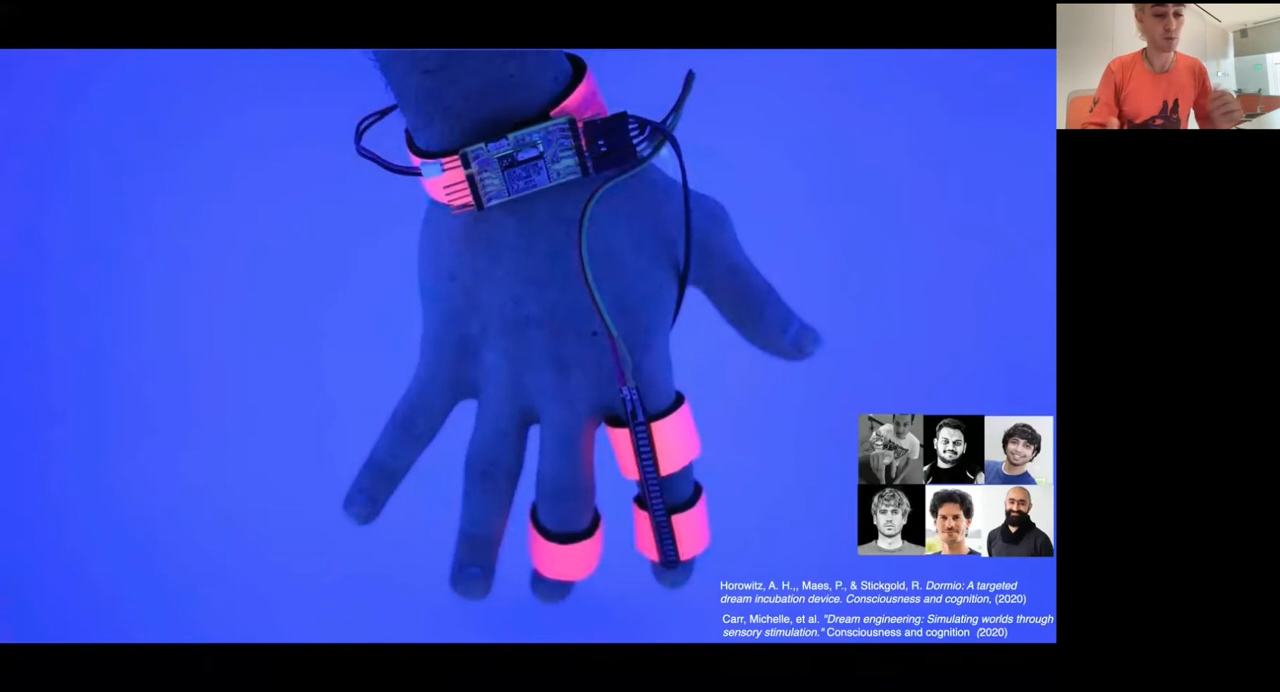 Horowitz, A. H.,, Maes, P., & Stickgold, R. Dormio: A targeted
dream incubation device. Consciousness and cognition, (2020)
Carr, Michelle, et al. "Dream engineering: Simulating worlds through
sensory stimulation." Consciousness and cognition (2020)